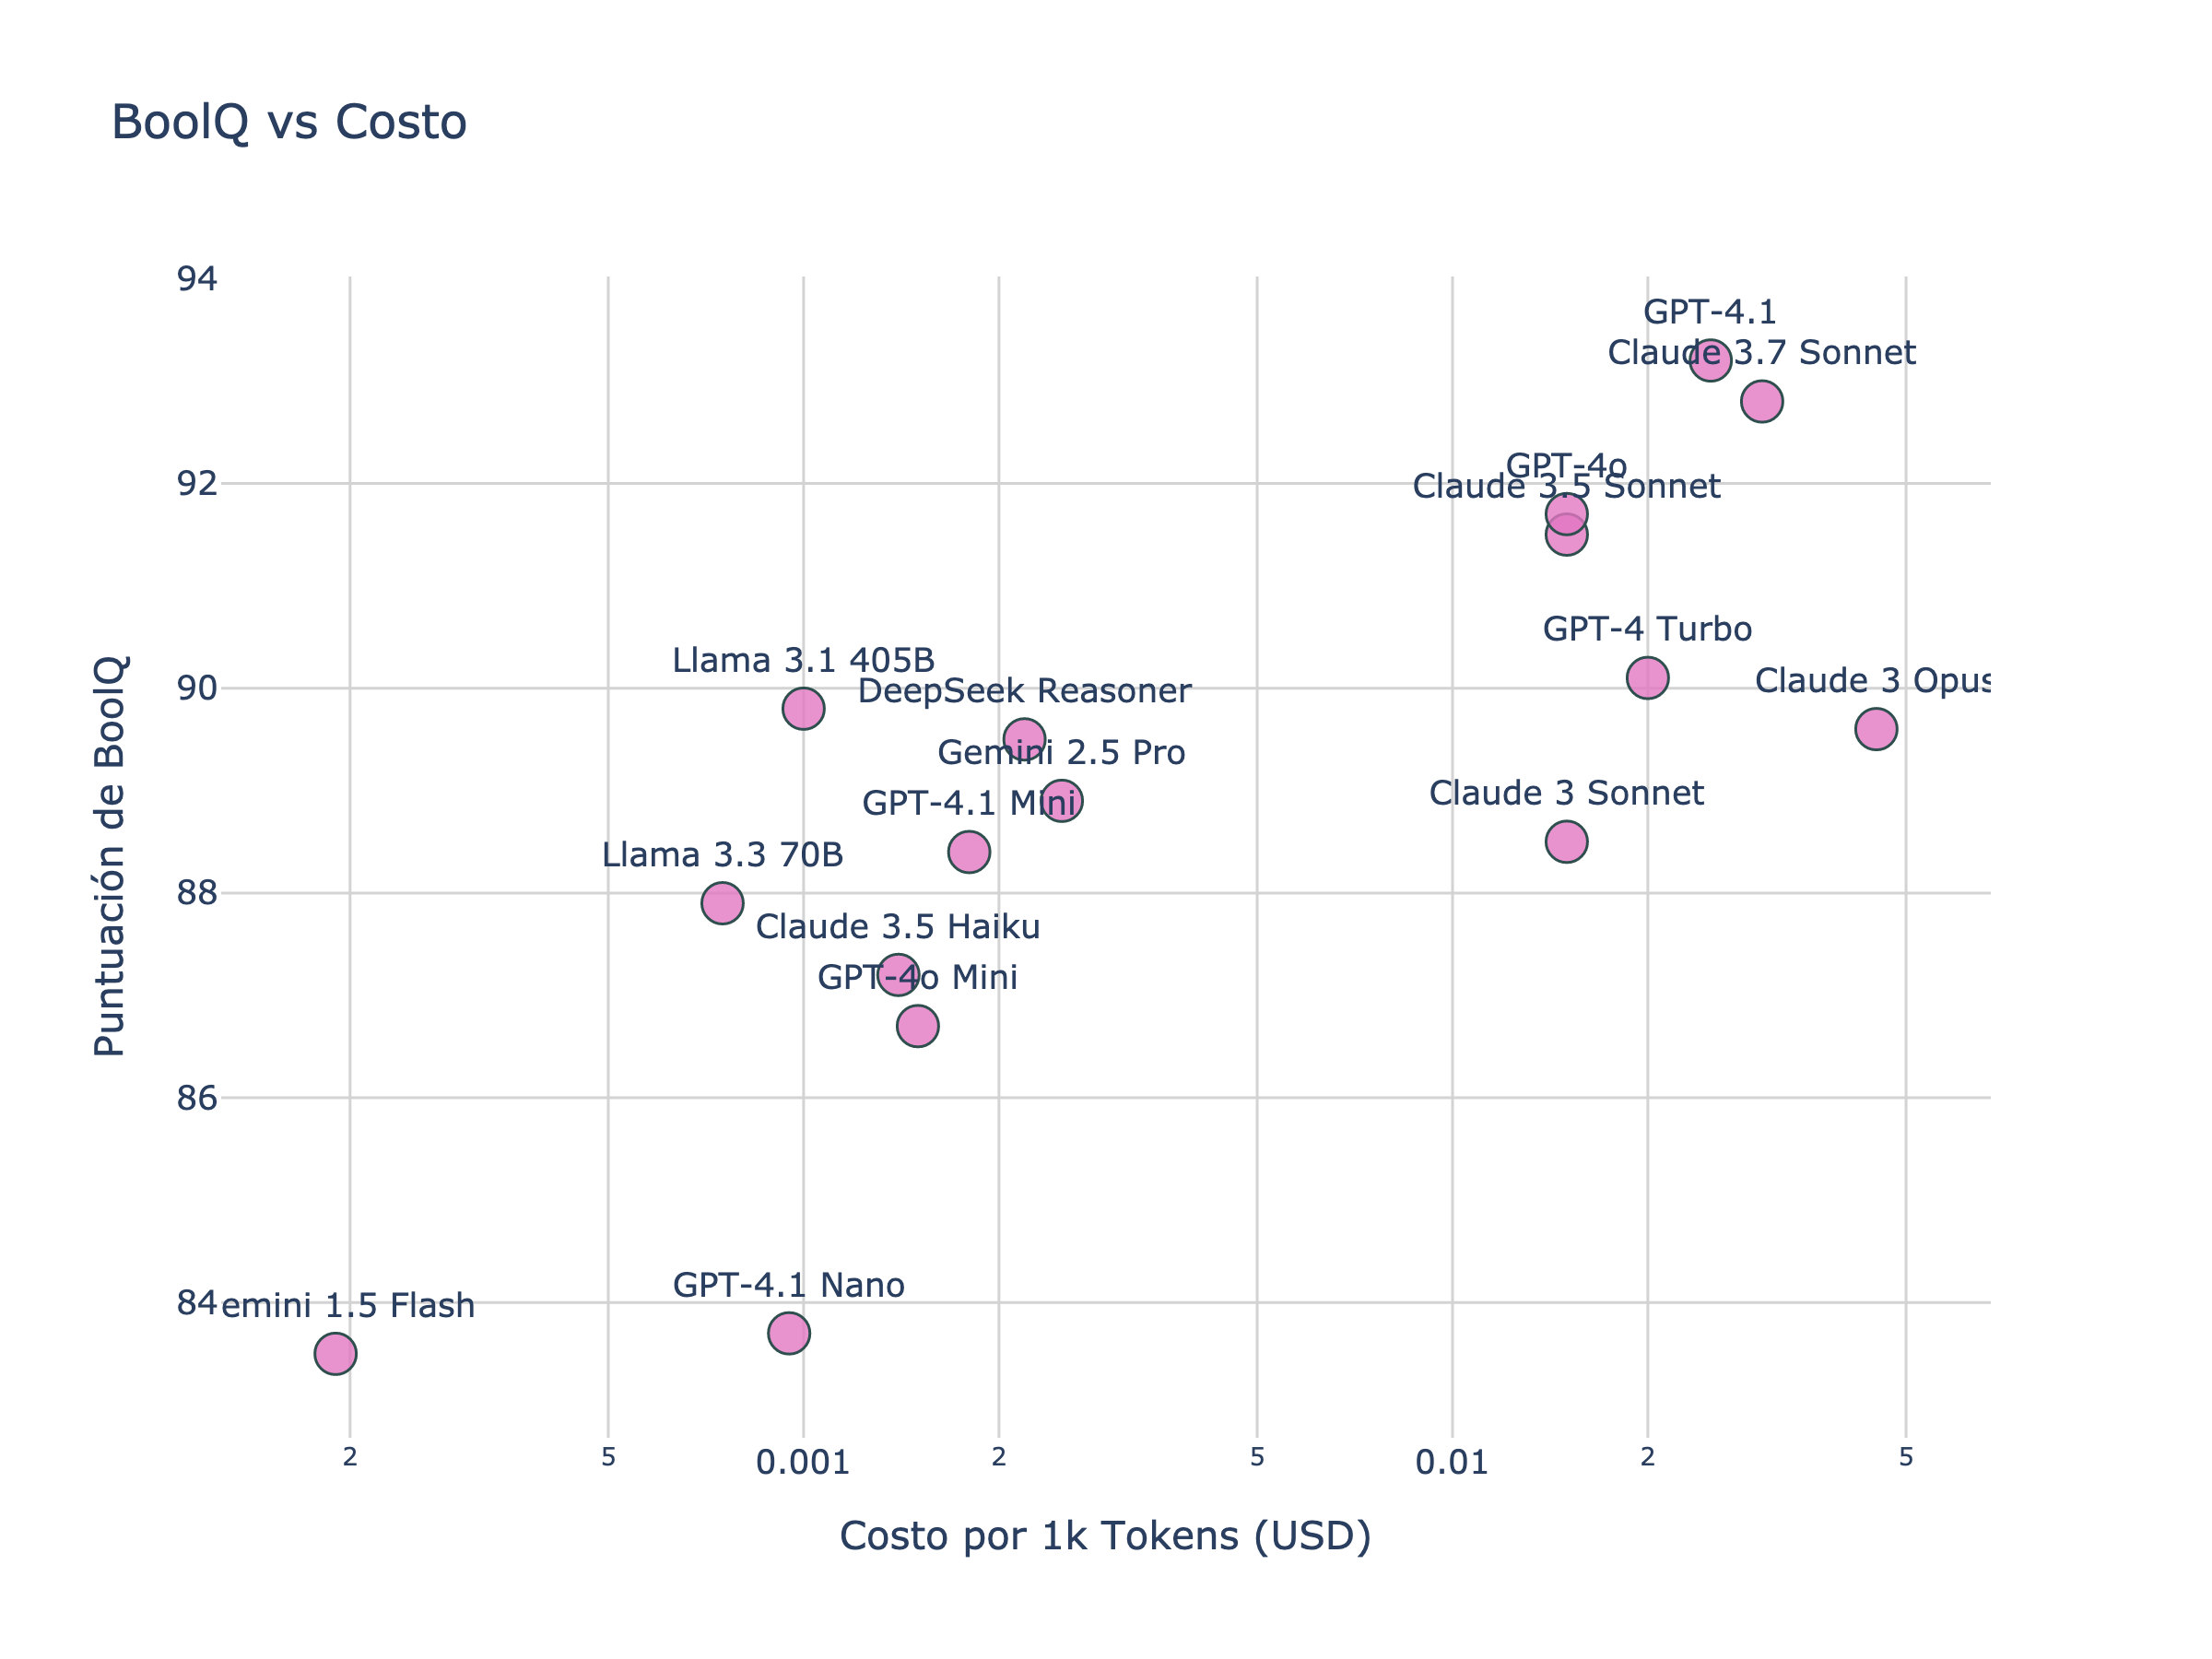 BoolQ vs Costo
94
GPT-4.1
Claude 3.7 Sonnet
GPT-4o
92
Claude 3.5 Sonnet
GPT-4 Turbo
Llama 3.1 405B
Claude 3 Opus
90
DeepSeek Reasoner
Gemini 2.5 Pro
Claude 3 Sonnet
GPT-4.1 Mini
Llama 3.3 70B
88
Claude 3.5 Haiku
GPT-4o Mini
86
GPT-4.1 Nano
84
emini 1.5 Flash
Puntuación de BoolQ
2 5 0.001 2 5 0.01 2 5
Costo por 1k Tokens (USD)